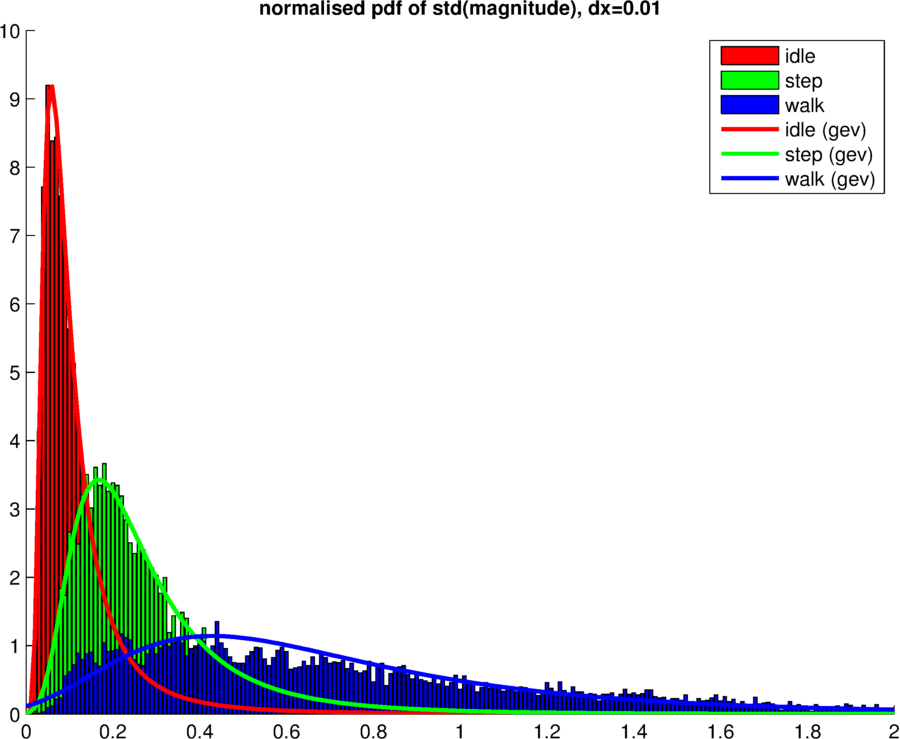 normalised pdf of std(magnitude), dx=0.01
10
9
8
7
6
5
4
3
2
1
0
idle
step
walk
idle (gev)
step (gev)
walk (gev)
0 0.2 0.4 0.6 0.8 1 1.2 1.4 1.6 1.8 2